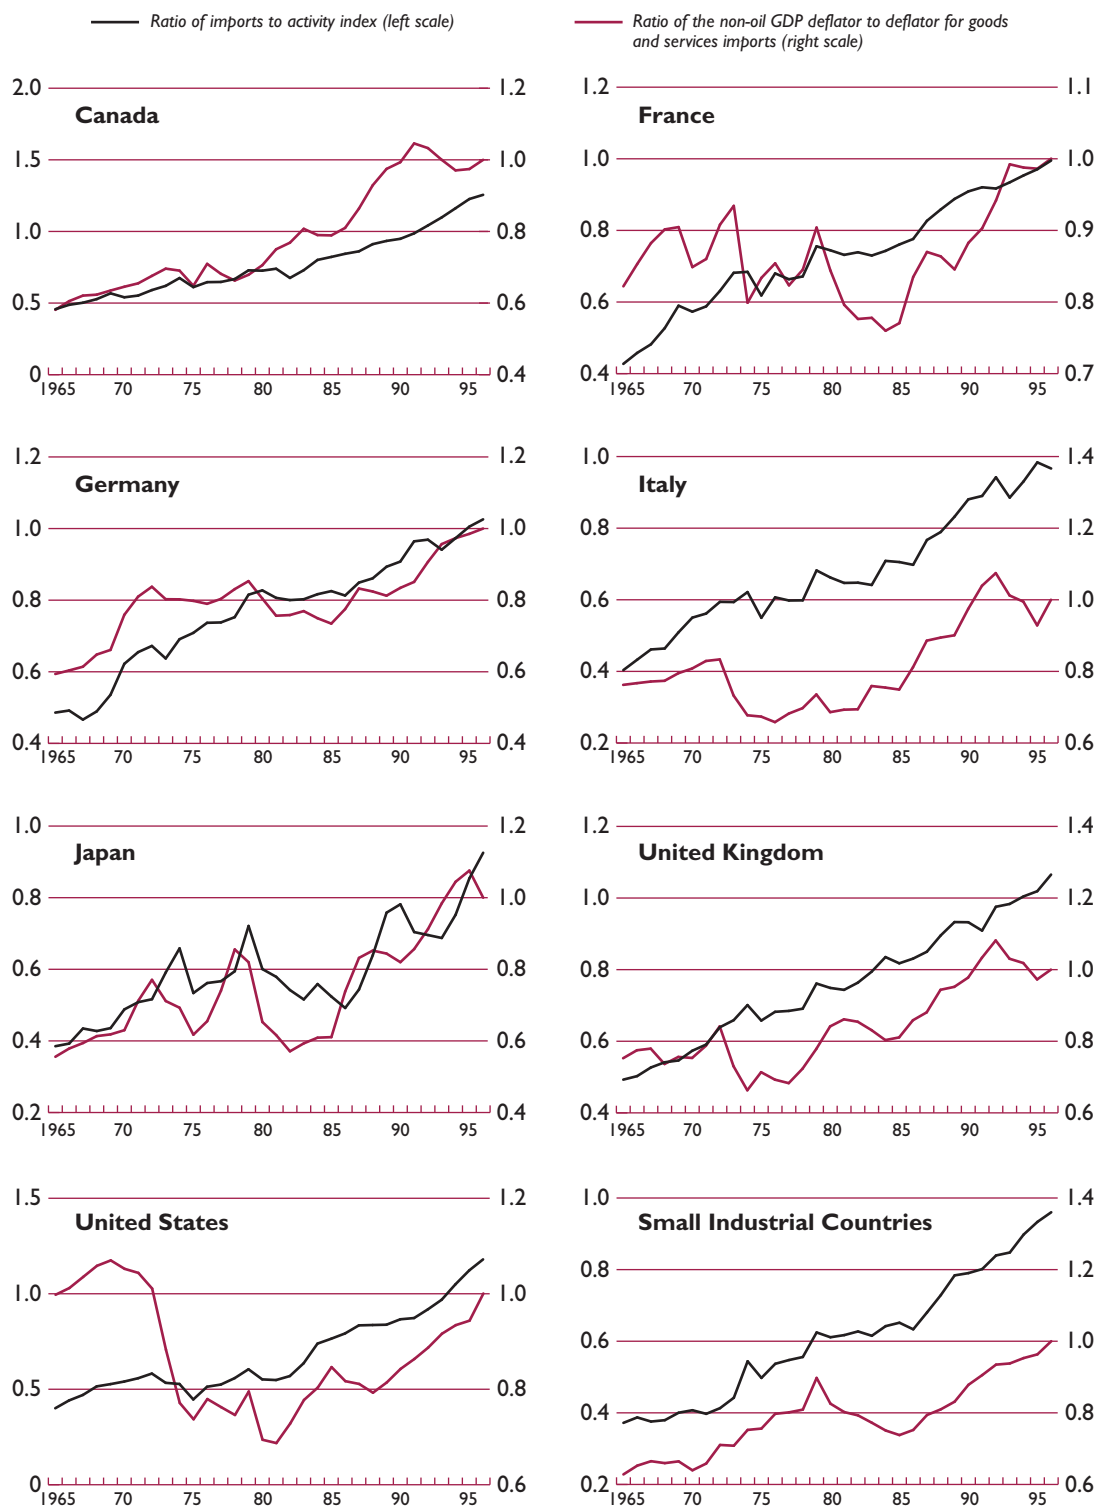 Ratio of imports to activity index (left scale)
Ratio of the non-oil GDP deflator to deflator for goods
and services imports (right scale)
2.0 1.2
Canada
1.5 1.0
1.0 0.8
0.5 0.6
0 0.4
1965 70 75 80 85 90 95
1.2 1.1
France
1.0 1.0
0.8 0.9
0.6 0.8
0.4 0.7
1965 70 75 80 85 90 95
1.2 1.2
Germany
1.0 1.0
0.8 0.8
0.6 0.6
0.4 0.4
1965 70 75 80 85 90 95
1.0 1.4
Italy
0.8 1.2
0.6 1.0
0.4 0.8
0.2 0.6
1965 70 75 80 85 90 95
1.0 1.2
Japan
0.8 1.0
0.6 0.8
0.4 0.6
0.2 0.4
1965 70 75 80 85 90 95
1.2 1.4
United Kingdom
1.0 1.2
0.8 1.0
0.6 0.8
0.4 0.6
1965 70 75 80 85 90 95
1.5 1.2
United States
1.0 1.0
0.5 0.8
0 0.6
1965 70 75 80 85 90 95
1.0 1.4
Small Industrial Countries
0.8 1.2
0.6 1.0
0.4 0.8
0.2 0.6
1965 70 75 80 85 90 95